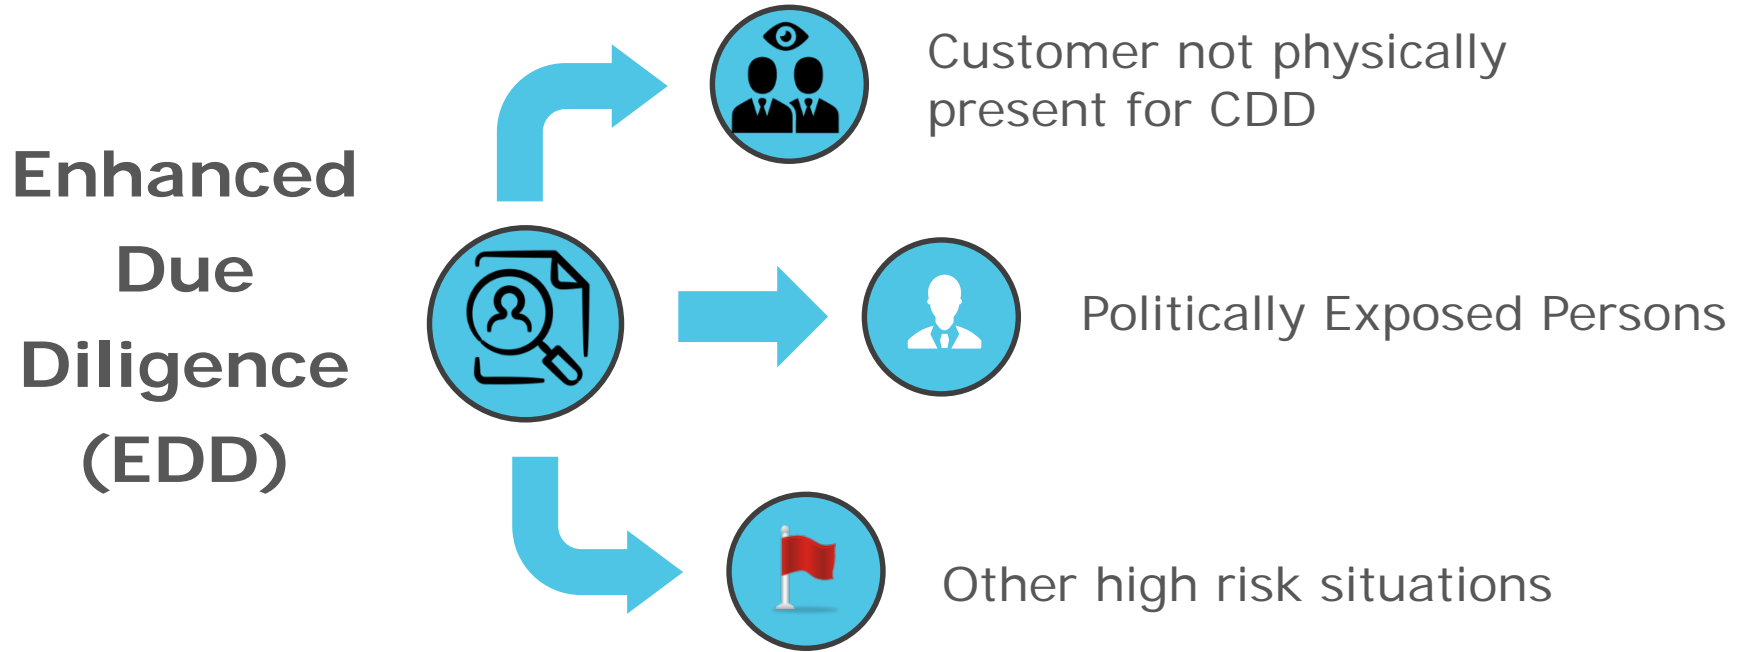 Enhanced
Due
Diligence
(EDD)
Customer not physically
present for CDD
Politically Exposed Persons
Other high risk situations